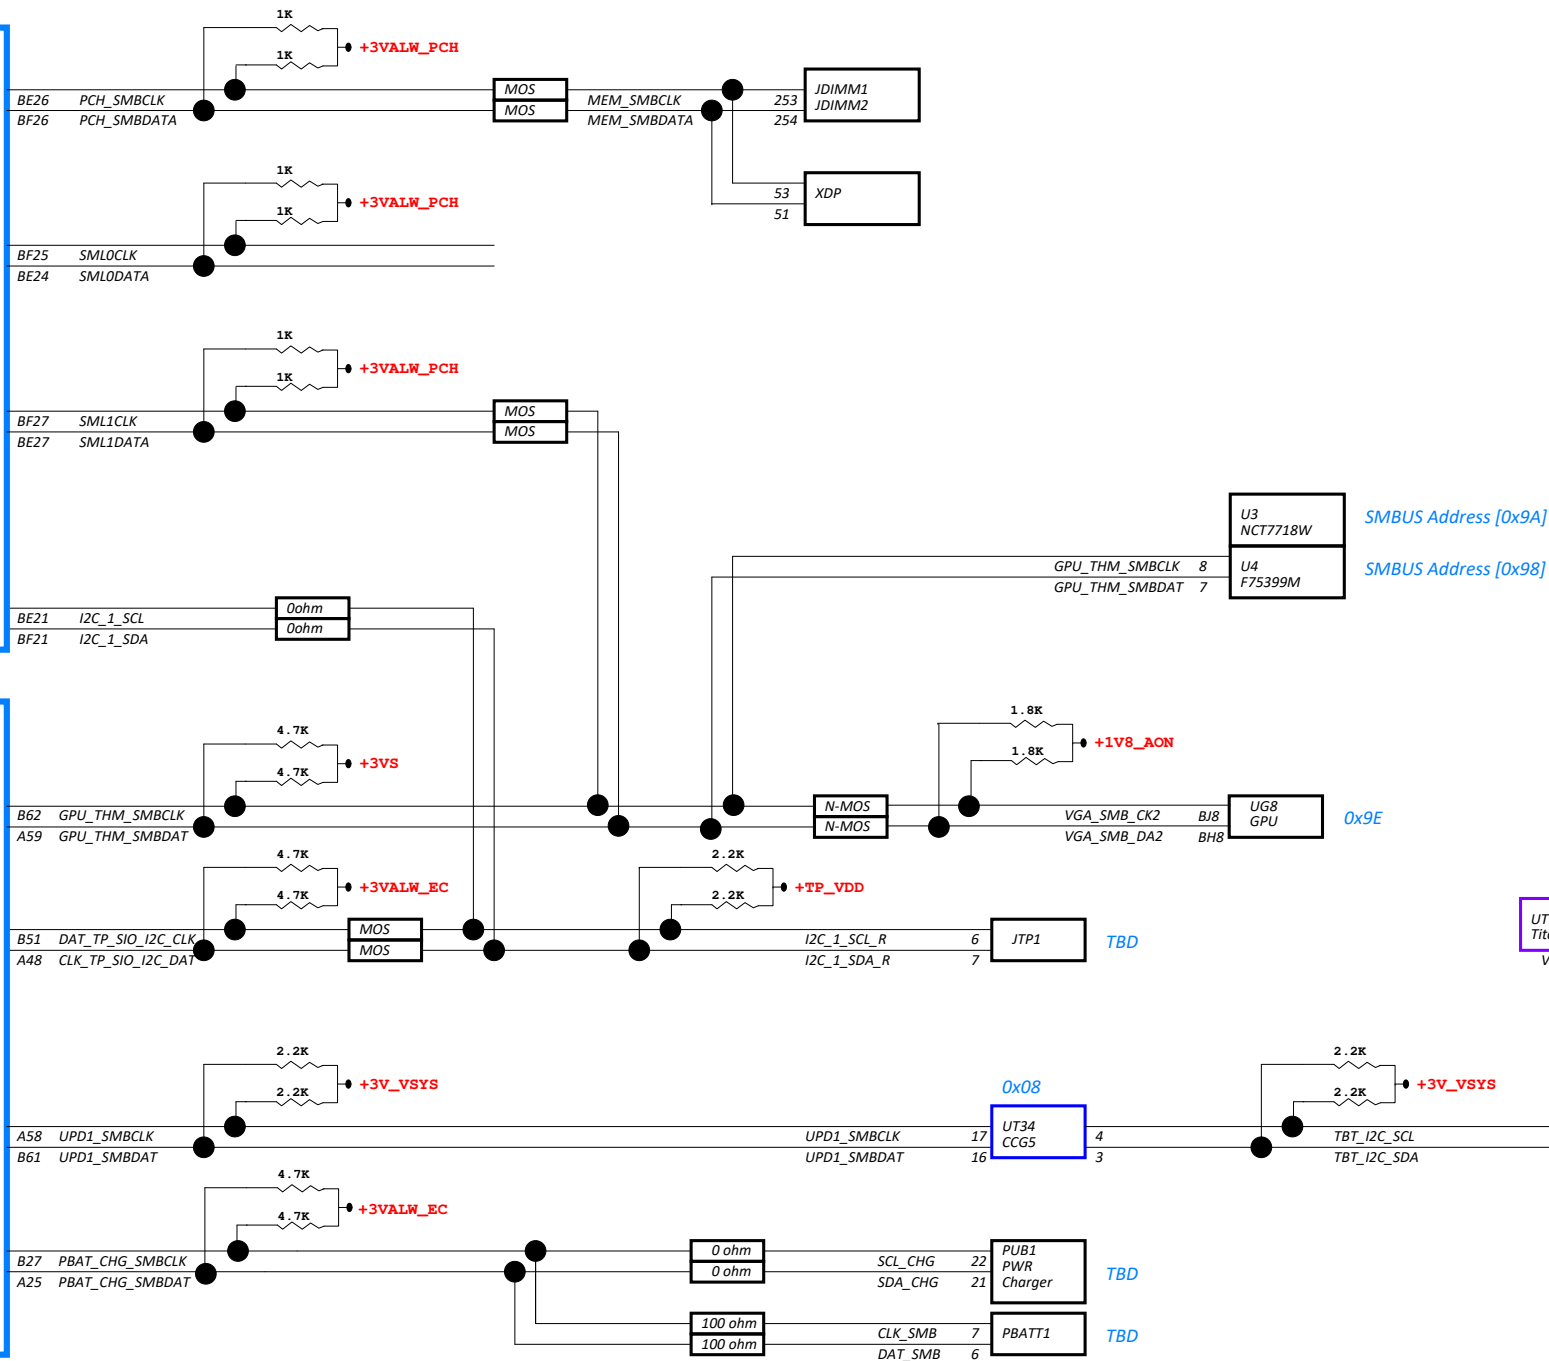 1K
+3VALW_PCH
1K
BE26 PCH_SMBCLK
BF26 PCH_SMBDATA
MOS
MOS
MEM_SMBCLK 253
MEM_SMBDATA 254
JDIMM1
JDIMM2
53
51
XDP
1K
+3VALW_PCH
1K
BF25 SML0CLK
BE24 SML0DATA
1K
+3VALW_PCH
1K
BF27 SML1CLK
BE27 SML1DATA
MOS
MOS
U3
NCT7718W
SMBUS Address [0x9A]
GPU_THM_SMBCLK 8
GPU_THM_SMBDAT 7
U4
F75399M
SMBUS Address [0x98]
BE21 I2C_1_SCL
BF21 I2C_1_SDA
0ohm
0ohm
4.7K
+3VS
4.7K
B62 GPU_THM_SMBCLK
A59 GPU_THM_SMBDAT
N-MOS
N-MOS
1.8K
+1V8_AON
1.8K
VGA_SMB_CK2 BJ8
VGA_SMB_DA2 BH8
UG8
GPU
0x9E
4.7K
+3VALW_EC
4.7K
B51 DAT_TP_SIO_I2C_CLK
A48 CLK_TP_SIO_I2C_DAT
MOS
MOS
2.2K
+TP_VDD
2.2K
I2C_1_SCL_R 6
I2C_1_SDA_R 7
JTP1
TBD
2.2K
+3V_VSYS
2.2K
A58 UPD1_SMBCLK
B61 UPD1_SMBDAT
UPD1_SMBCLK 17
UPD1_SMBDAT 16
0x08
UT34
CCG5
4
3
2.2K
+3V_VSYS
2.2K
TBT_I2C_SCL
TBT_I2C_SDA
4.7K
+3VALW_EC
4.7K
B27 PBAT_CHG_SMBCLK
A25 PBAT_CHG_SMBDAT
0 ohm
0 ohm
SCL_CHG 22
SDA_CHG 21
PUB1
PWR
Charger
TBD
100 ohm
100 ohm
CLK_SMB 7
DAT_SMB 6
PBATT1
TBD